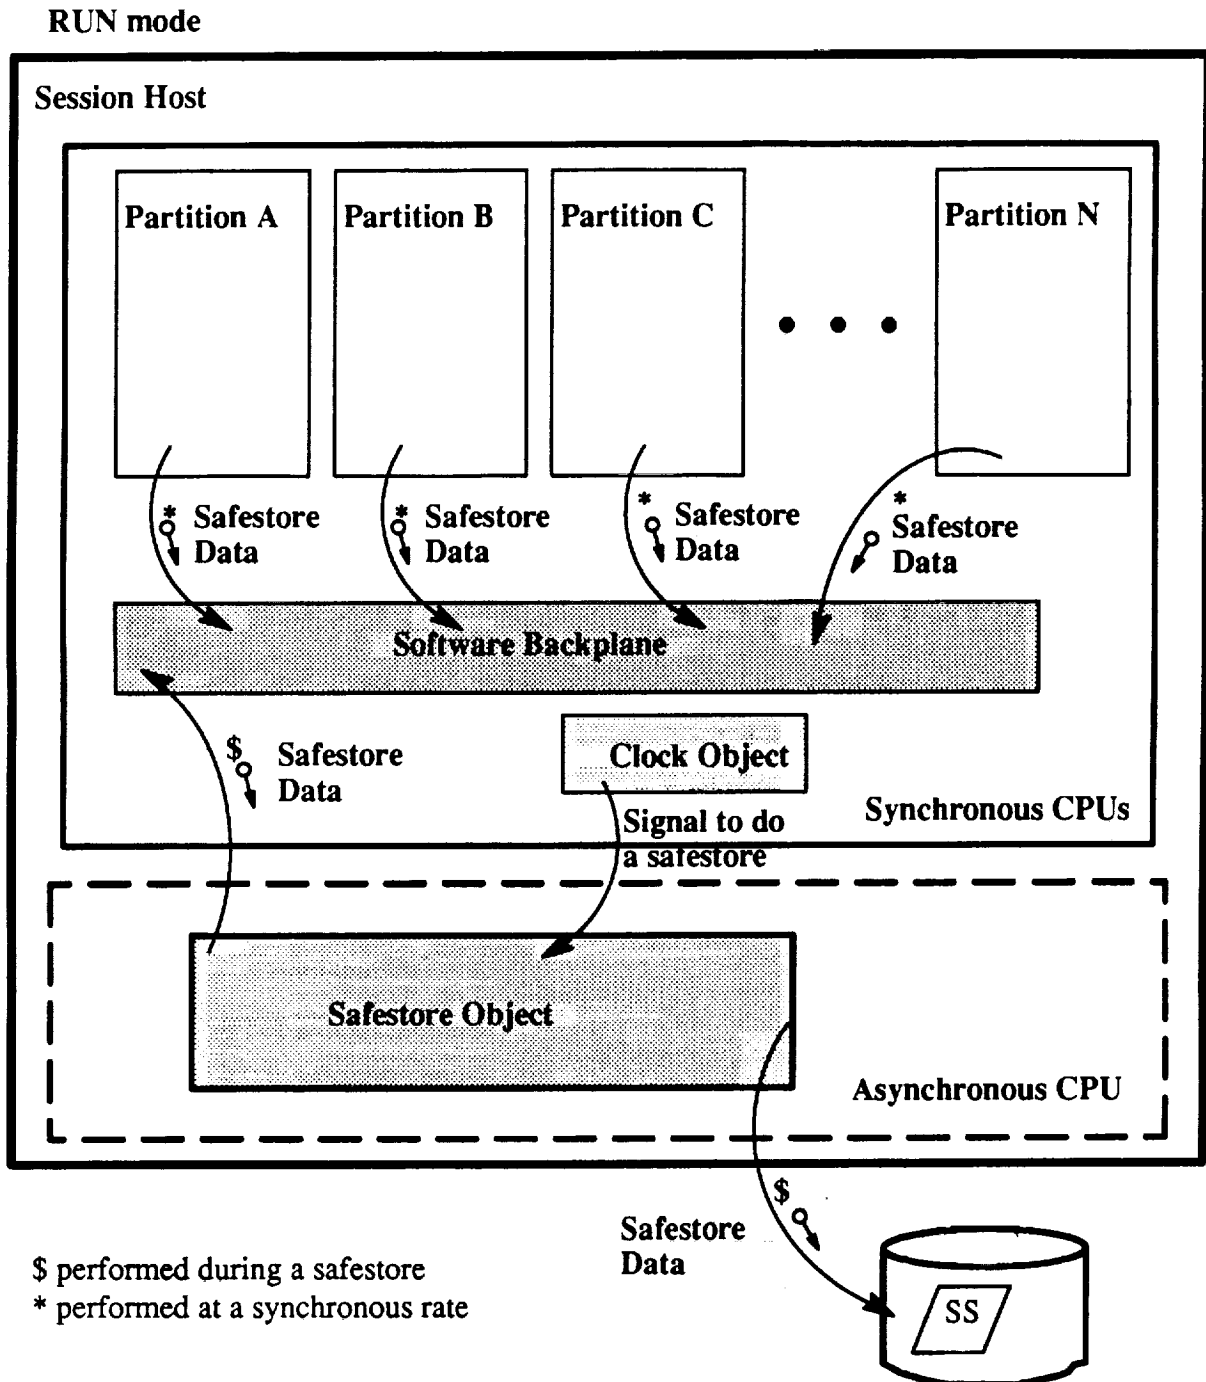 RUN mode
Session Host
Partition A
Partition B
Partition C
Partition N
* Safestore
Data
* Safestore
Data
* Safestore
Data
*
Safestore
Data
Software Backplane
$ Safestore
Data
Clock Object
Signal to do
a safestore
Synchronous CPUs
Safestore Object
Asynchronous CPU
$
Safestore
Data
SS
$ performed during a safestore
* performed at a synchronous rate